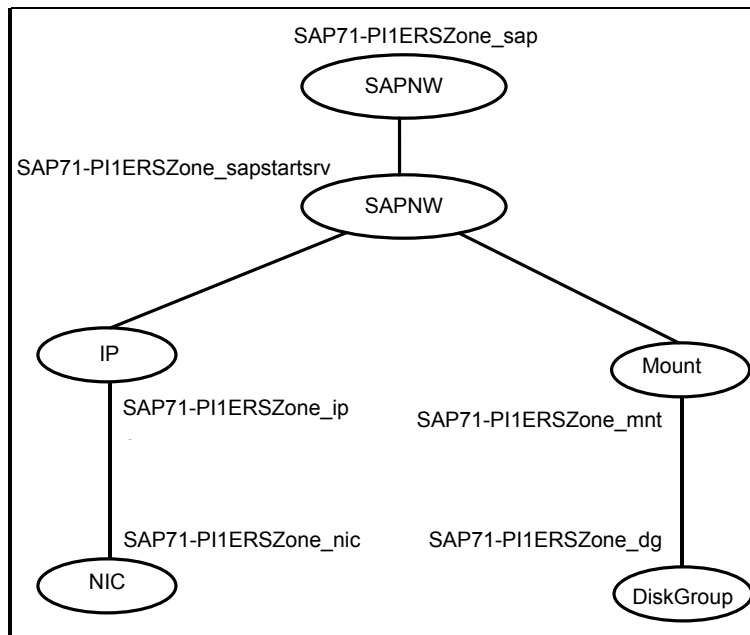 SAP71-PI1ERSZone_sap
SAPNW
SAP71-PI1ERSZone_sapstartsrv
SAPNW
IP
Mount
SAP71-PI1ERSZone_ip
SAP71-PI1ERSZone_mnt
SAP71-PI1ERSZone_nic
SAP71-PI1ERSZone_dg
NIC
DiskGroup